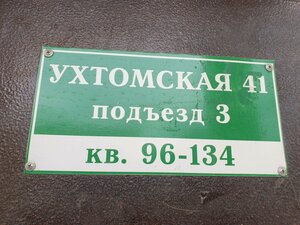 УХТОМСКАЯ 41
подъезд 3
кв. 96-134